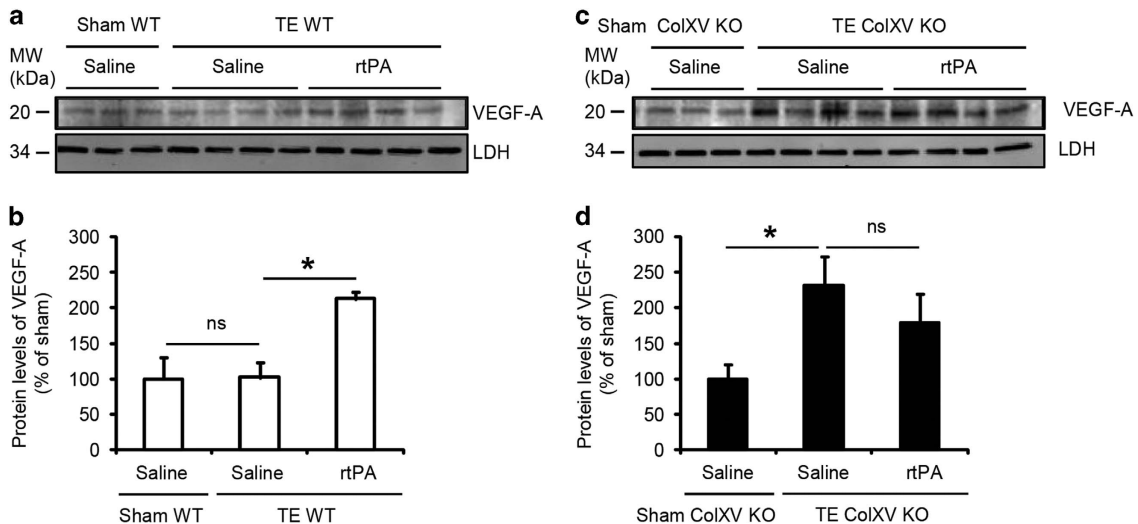 a
Sham WT TE WT
MW
(kDa)
Saline Saline rtPA
20 VEGF-A
34 LDH
c
Sham ColXV KO TE ColXV KO
MW
(kDa)
Saline Saline rtPA
20 VEGF-A
34 LDH
b
Protein levels of VEGF-A
(% of sham)
300
250
200
150
100
50
0
ns
*
Saline Saline rtPA
Sham WT TE WT
d
Protein levels of VEGF-A
(% of sham)
300
250
200
150
100
50
0
*
ns
Saline Saline rtPA
Sham ColXV KO TE ColXV KO